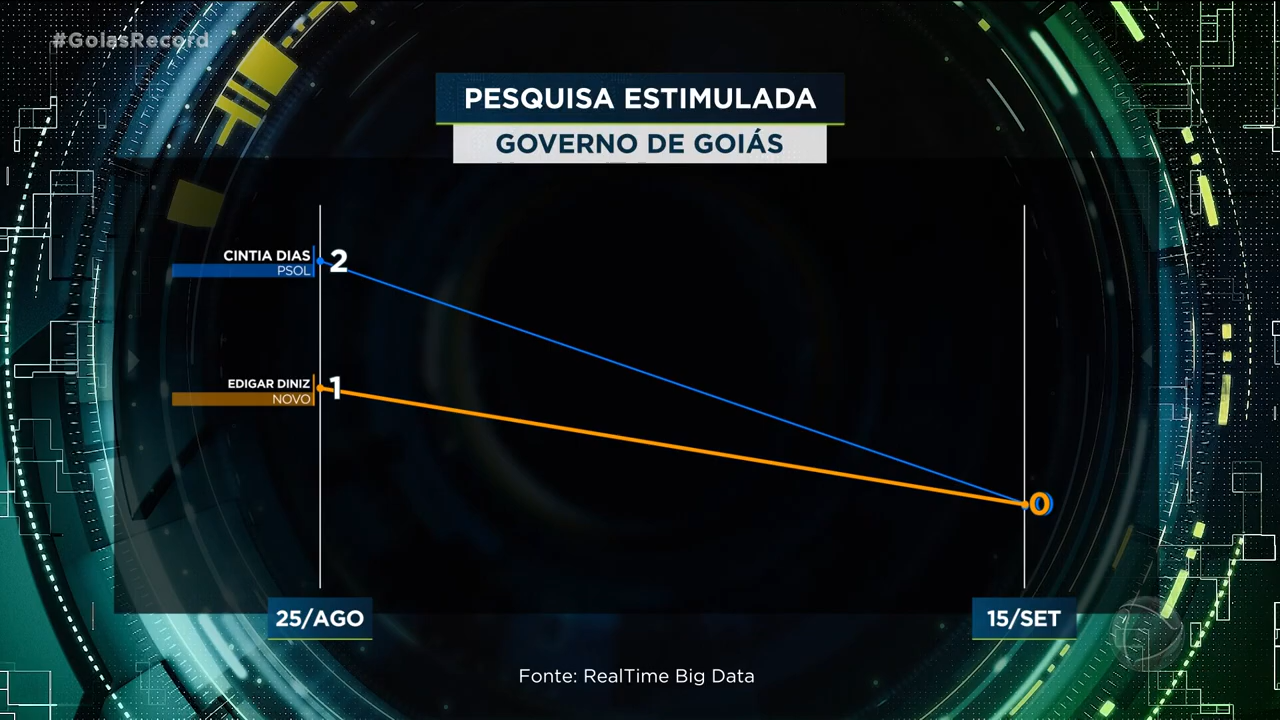 #GoiasRecord
PESQUISA ESTIMULADA
GOVERNO DE GOIÁS
CINTIA DIAS
PSOL
2
EDIGAR DINIZ
NOVO
1
0
25/AGO
15/SET
Fonte: RealTime Big Data